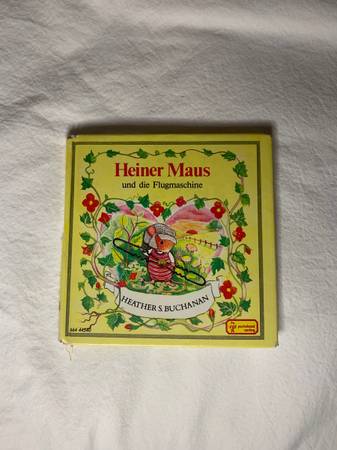 Heiner Maus
und die Flugmaschine
HEATHER S. BUCHANAN